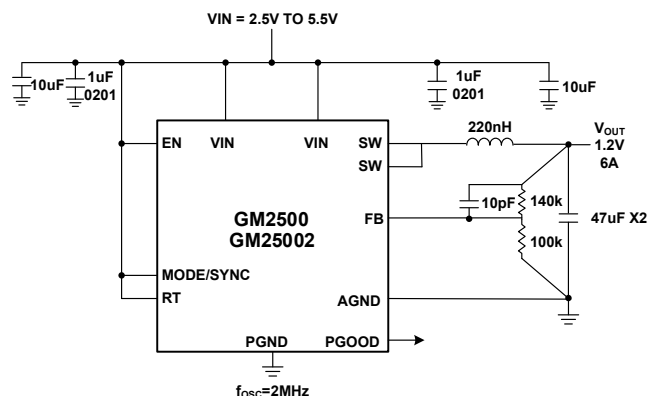 VIN = 2.5V TO 5.5V
10uF
1uF
0201
1uF
0201
10uF
EN
VIN
VIN
SW
SW
220nH
VOUT
1.2V
6A
GM2500
GM25002
FB
10pF
140k
100k
47uF X2
MODE/SYNC
RT
AGND
PGND
PGOOD
fOSC=2MHz